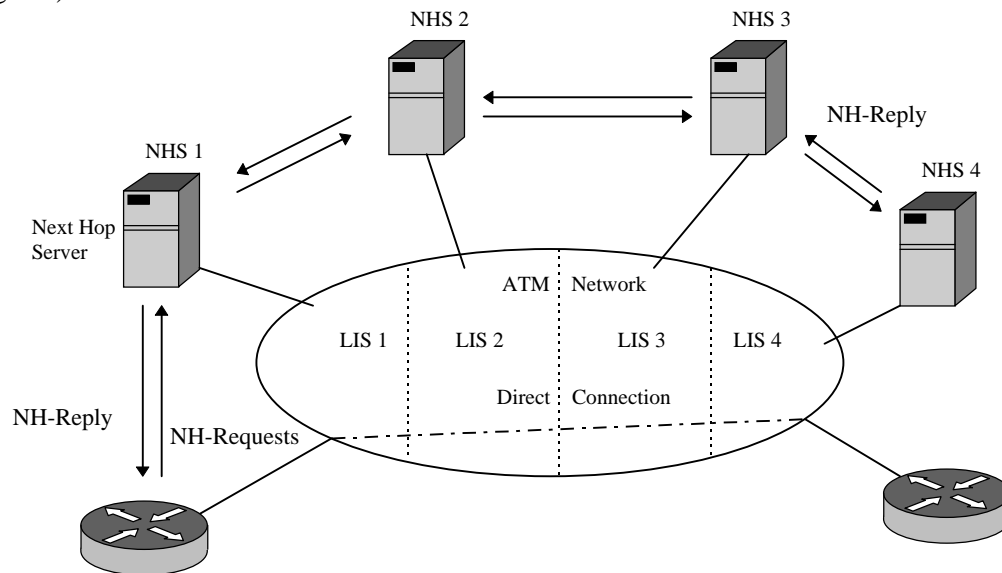 NHS 2
NHS 3
NH-Reply
NHS 1
NHS 4
Next Hop
Server
ATM Network
LIS 1
LIS 2
LIS 3
LIS 4
Direct Connection
NH-Reply
NH-Requests